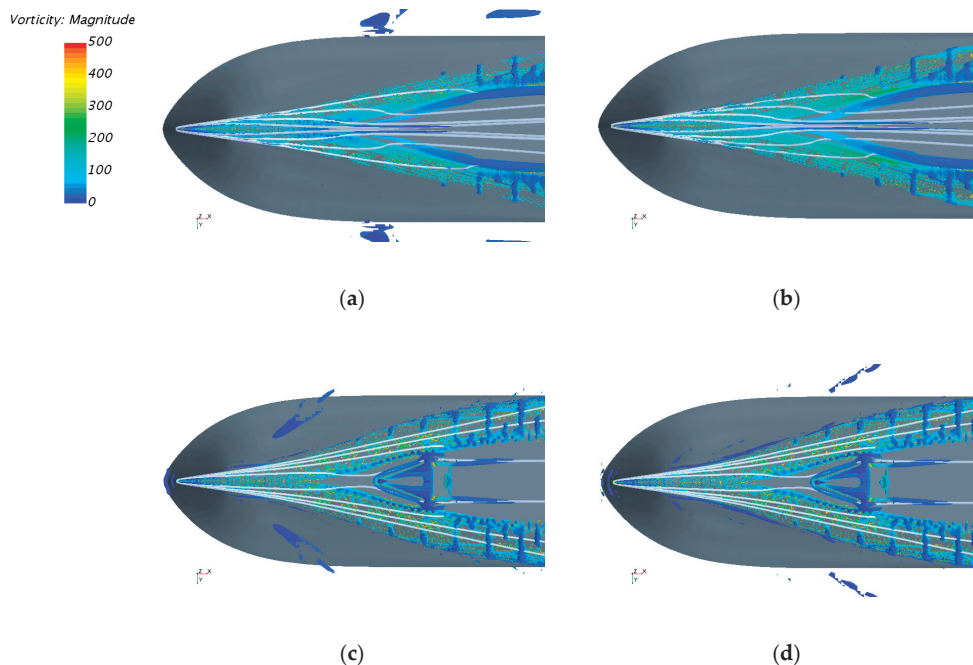 Vorticity: Magnitude
500
400
300
200
100
0
Z X
Y
Z X
Y
(a)
(b)
Z X
Y
Z X
Y
(c)
(d)